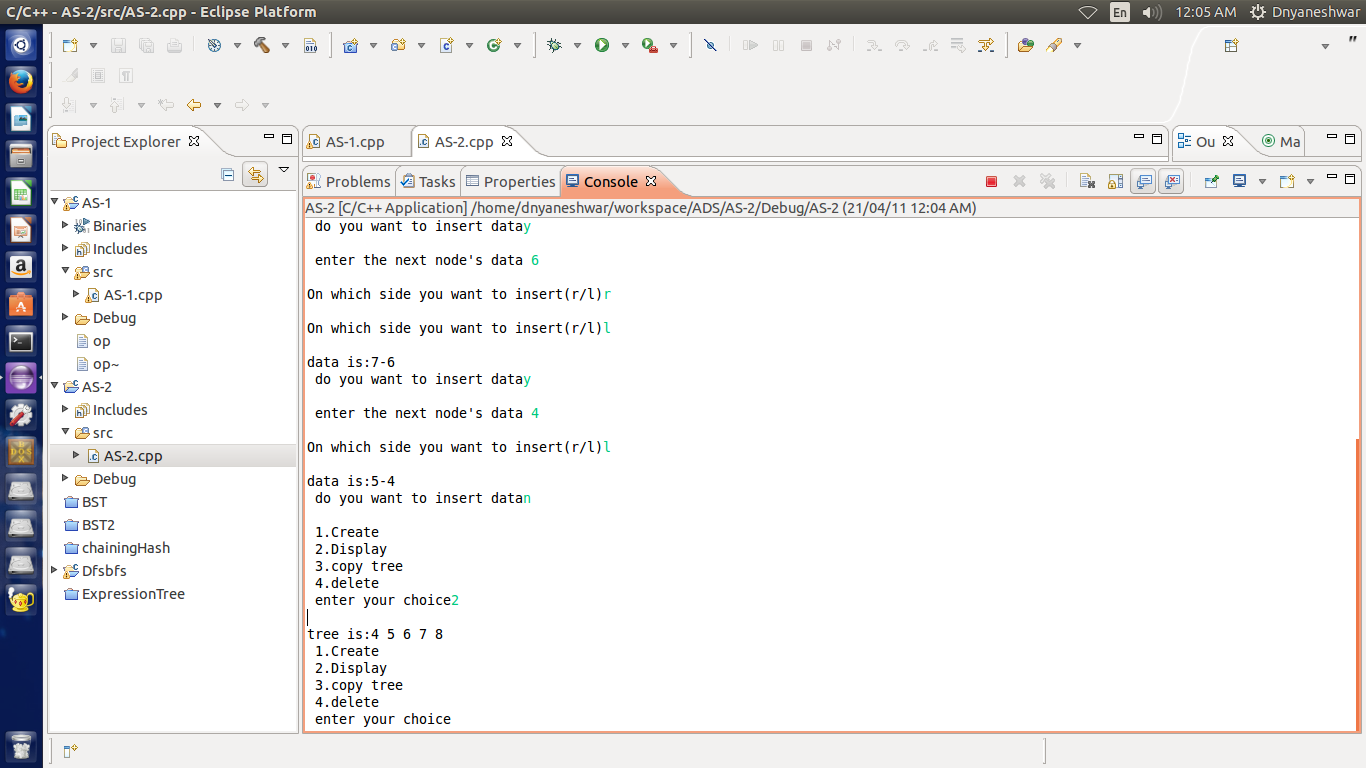 C/C++ - AS-2/src/AS-2.cpp - Eclipse Platform
En
12:05 AM
Dnyaneshwar
Project Explorer
AS-1.cpp
AS-2.cpp
Ou
Ma
Problems
Tasks
Properties
Console
AS-2 [C/C++ Application] /home/dnyaneshwar/workspace/ADS/AS-2/Debug/AS-2 (21/04/11 12:04 AM)
AS-1
Binaries
Includes
src
AS-1.cpp
Debug
op
op~
AS-2
Includes
src
AS-2.cpp
Debug
BST
BST2
chainingHash
Dfsbfs
ExpressionTree
do you want to insert datay
enter the next node's data 6
On which side you want to insert(r/l)r
On which side you want to insert(r/l)l
data is:7-6
do you want to insert datay
enter the next node's data 4
On which side you want to insert(r/l)l
data is:5-4
do you want to insert datan
1.Create
2.Display
3.copy tree
4.delete
enter your choice2
tree is:4 5 6 7 8
1.Create
2.Display
3.copy tree
4.delete
enter your choice